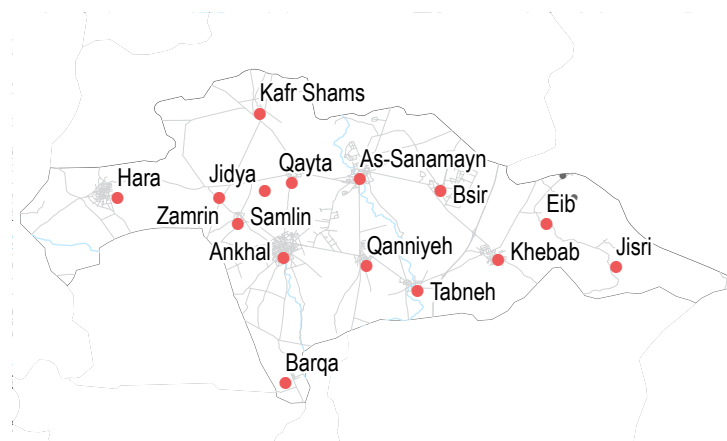 Kafr Shams
As-Sanamayn
Hara
Jidya
Qayta
Bsir
Zamrin
Samlin
Eib
Ankhal
Qanniyeh
Khebab
Jisri
Tabneh
Barqa